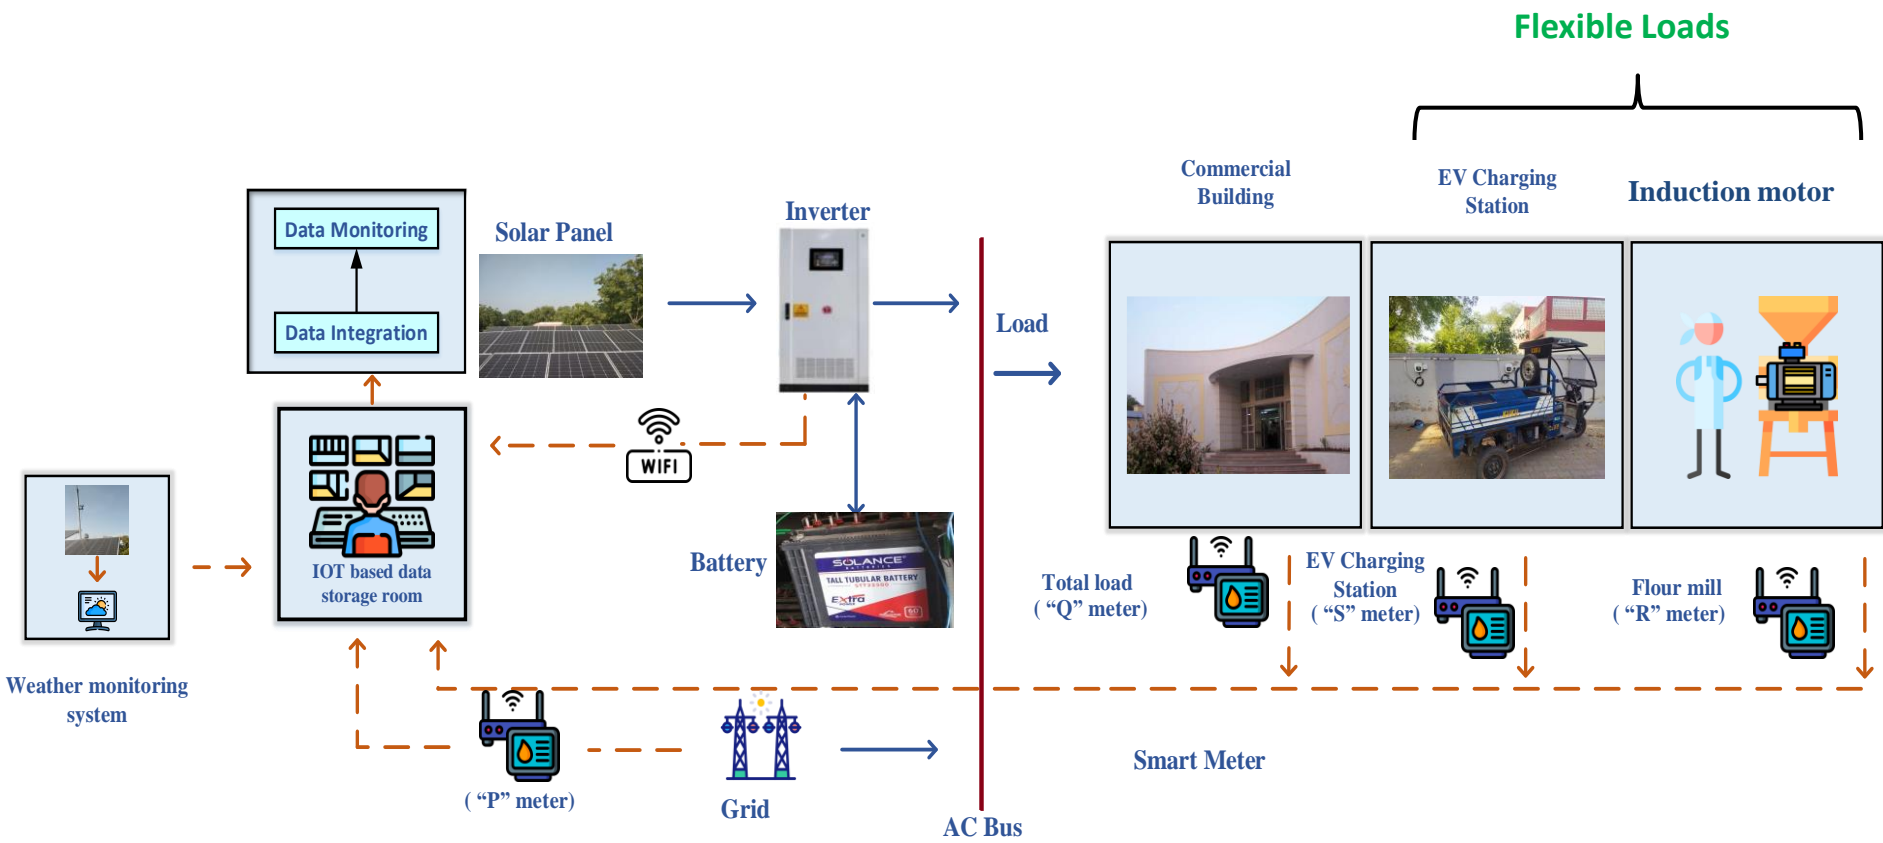 Flexible Loads
Commercial
Building
EV Charging
Station
Induction motor
Data Monitoring
Data Integration
Solar Panel
Inverter
Load
WIFI
IOT based data
storage room
Battery
SOLANCE
BATTERIES
TALL TUBULAR BATTERY
Extra
Total load
( “Q” meter)
EV Charging
Station
( “S” meter)
Flour mill
( “R” meter)
Weather monitoring
system
( “P” meter)
Grid
Smart Meter
AC Bus